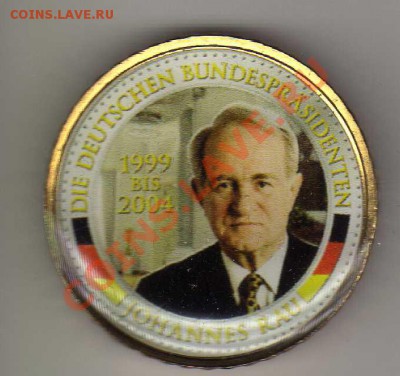 COINS.LAVE.RU
DIE DEUTSCHEN BUNDESPRÄSIDENTEN
1999
BIS
2004
JOHANNES RAU
COINS.LAVE.RU